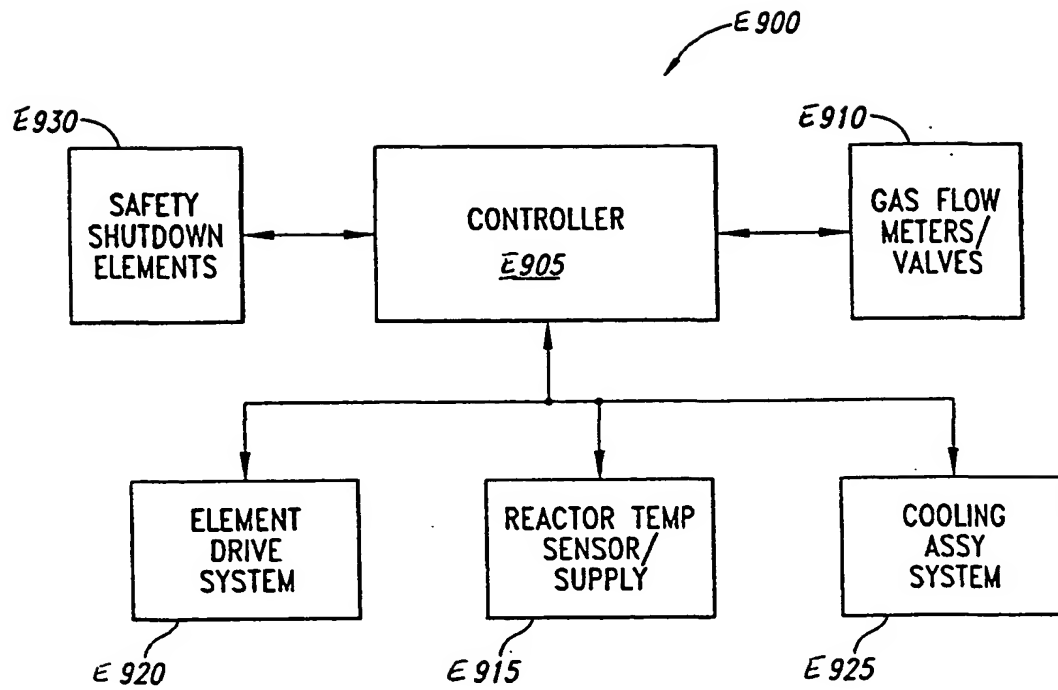 E900
E930
E910
SAFETY
SHUTDOWN
ELEMENTS
CONTROLLER
E905
GAS FLOW
METERS/
VALVES
ELEMENT
DRIVE
SYSTEM
REACTOR TEMP
SENSOR/
SUPPLY
COOLING
ASSY
SYSTEM
E920
E915
E925